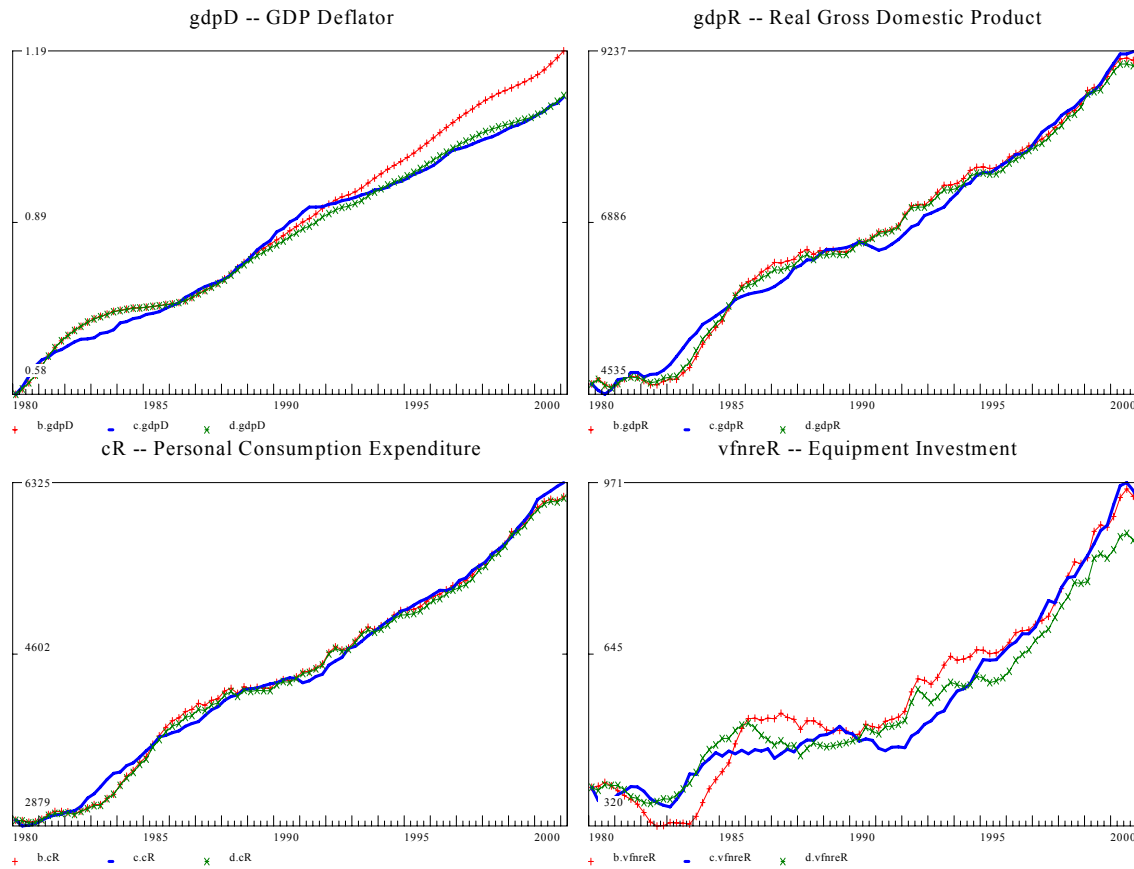 gdpD -- GDP Deflator
1.19
0.89
0.58
1980 1985 1990 1995 2000
b.gdpD c.gdpD d.gdpD
gdpR -- Real Gross Domestic Product
9237
6886
4535
1980 1985 1990 1995 2000
b.gdpR c.gdpR d.gdpR
cR -- Personal Consumption Expenditure
6325
4602
2879
1980 1985 1990 1995 2000
b.cR c.cR d.cR
vfnreR -- Equipment Investment
971
645
320
1980 1985 1990 1995 2000
b.vfnreR c.vfnreR d.vfnreR